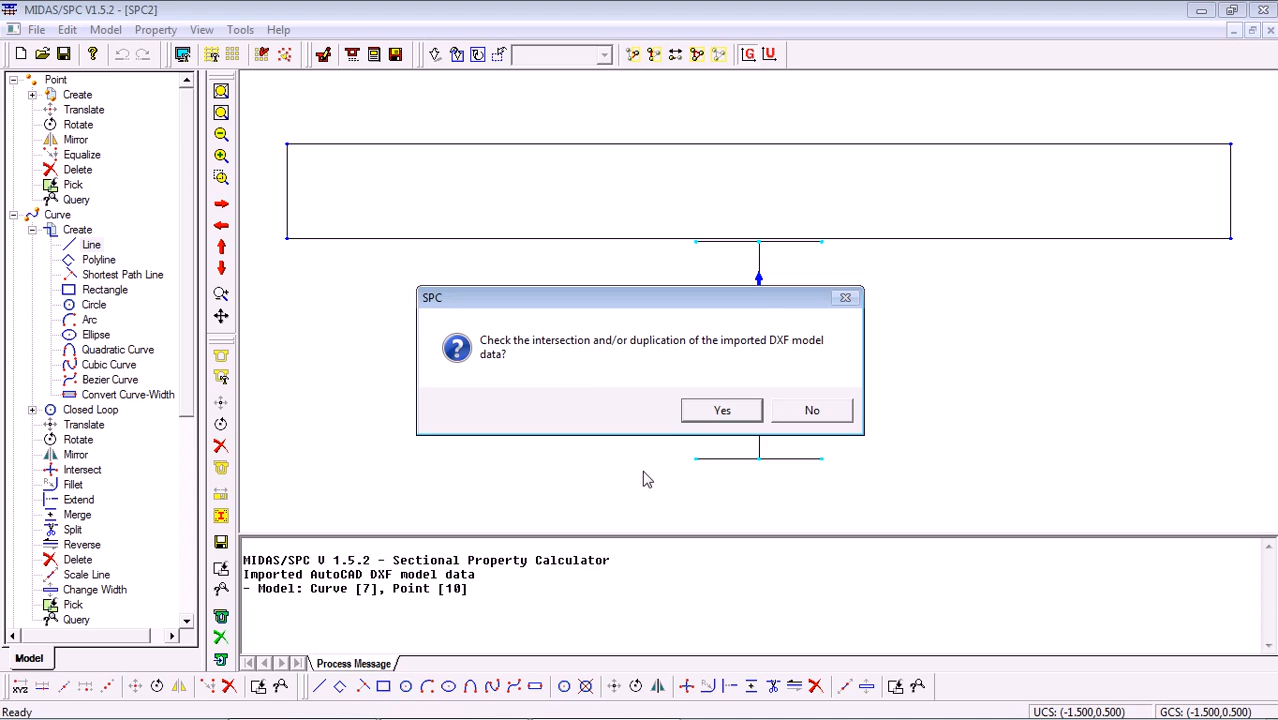 MIDAS/SPC V1.5.2 - [SPC2]
File Edit Model Property View Tools Help
G U
Point
Create
Translate
Rotate
Mirror
Equalize
Delete
Pick
Query
Curve
Create
Line
Polyline
Shortest Path Line
Rectangle
Circle
Arc
Ellipse
Quadratic Curve
Cubic Curve
Bezier Curve
Convert Curve-Width
Closed Loop
Translate
Rotate
Mirror
Intersect
Fillet
Extend
Merge
Split
Reverse
Delete
Scale Line
Change Width
Pick
Query
Model
SPC
Check the intersection and/or duplication of the imported DXF model
data?
Yes No
MIDAS/SPC V 1.5.2 - Sectional Property Calculator
Imported AutoCAD DXF model data
- Model: Curve [7], Point [10]
Process Message
XYZ
Ready
UCS: (-1.500,0.500) GCS: (-1.500,0.500)